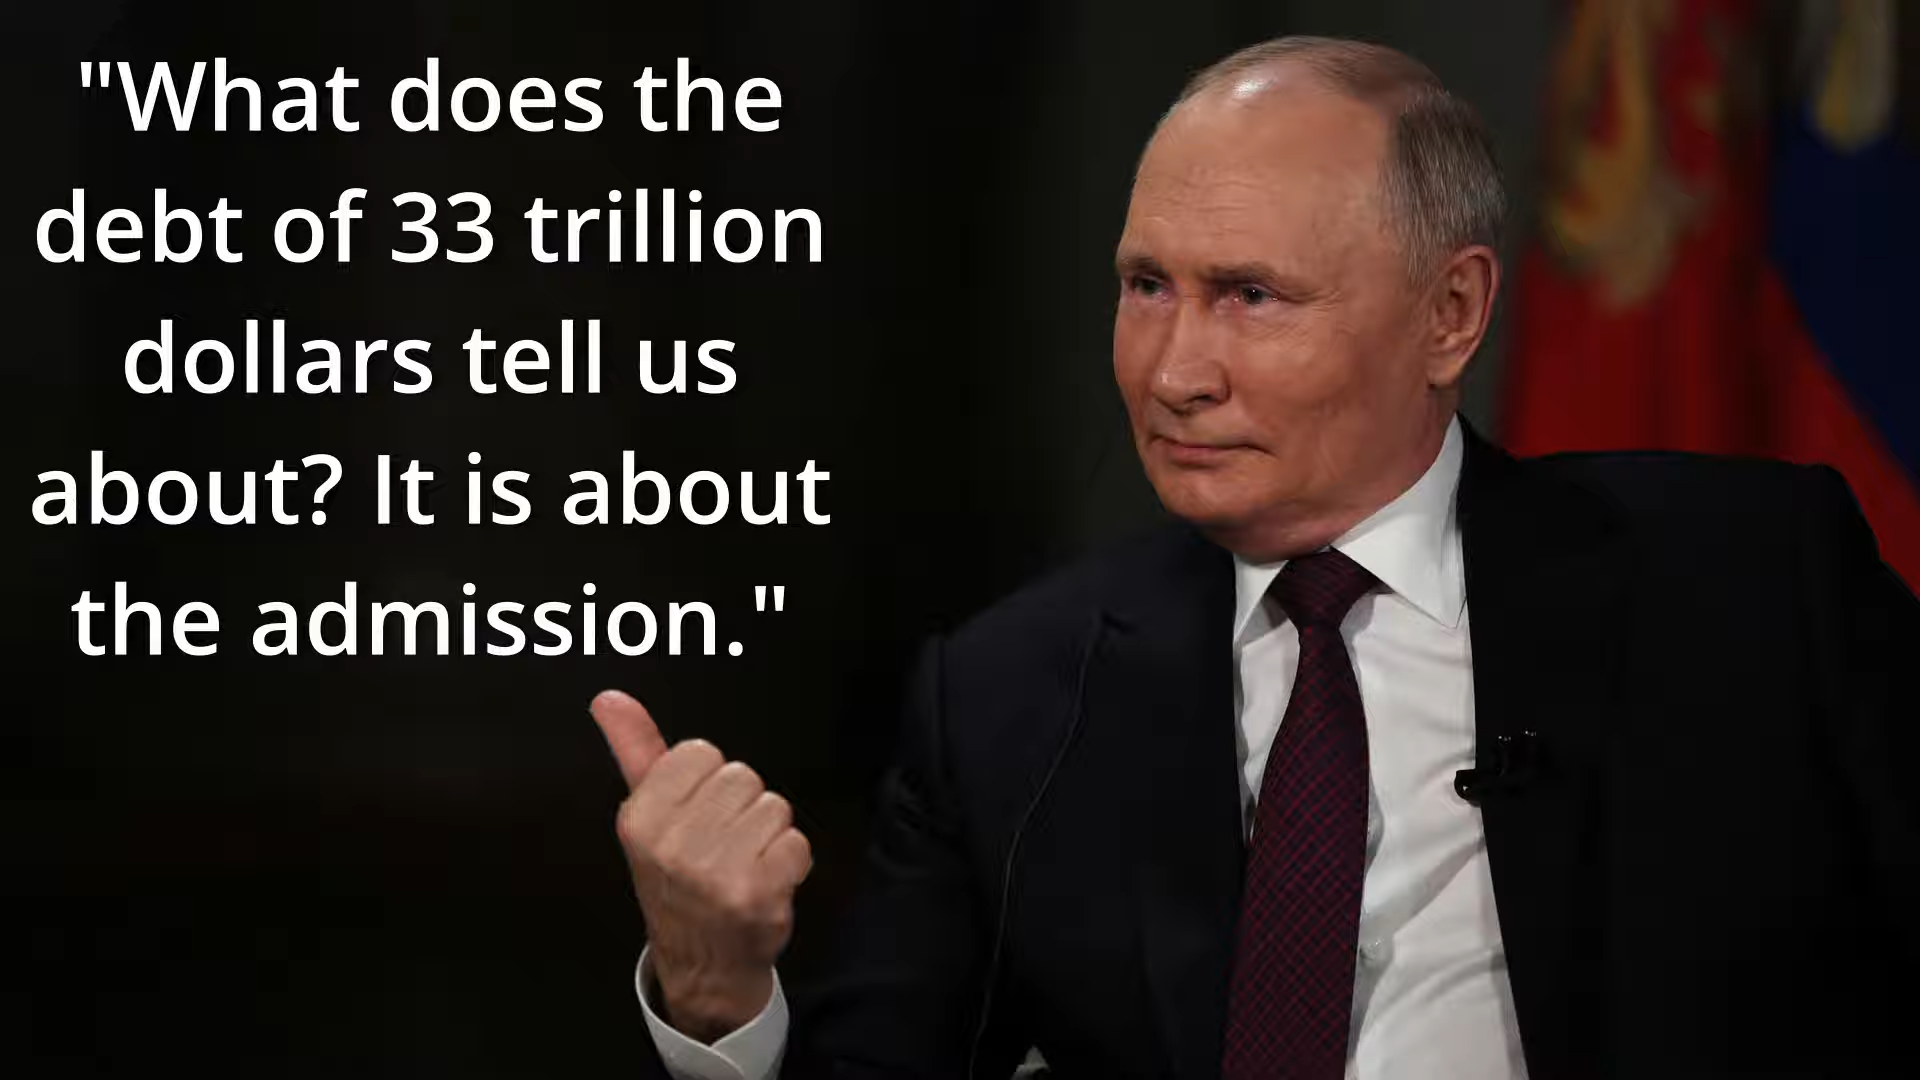 "What does the
debt of 33 trillion
dollars tell us
about? It is about
the admission."